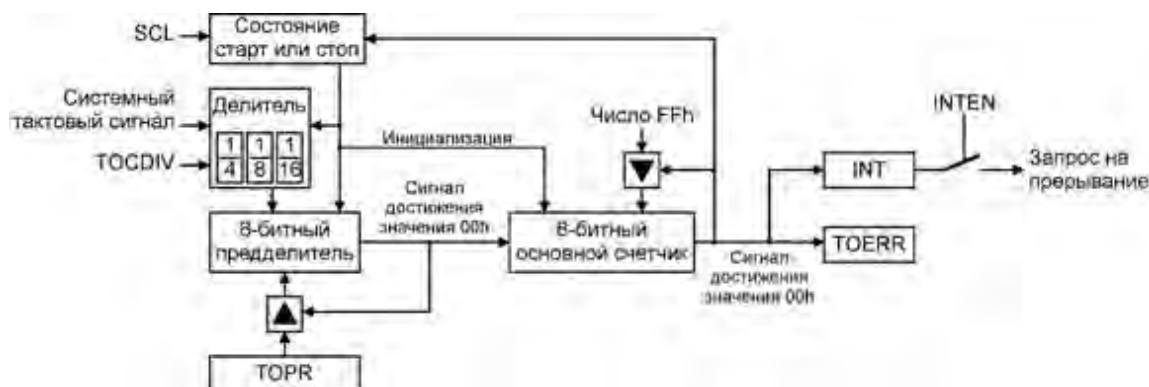 SCL
Состояние
старт или стоп
Системный
тактовый сигнал
TOCDIV
Делитель
1 1 1
4 8 16
Инициализация
Число FFh
INTEN
INT
Запрос на
прерывание
Сигнал
достижения
значения 00h
8-битный
предделитель
8-битный
основной счетчик
TOERR
Сигнал
достижения
значения 00h
TOPR